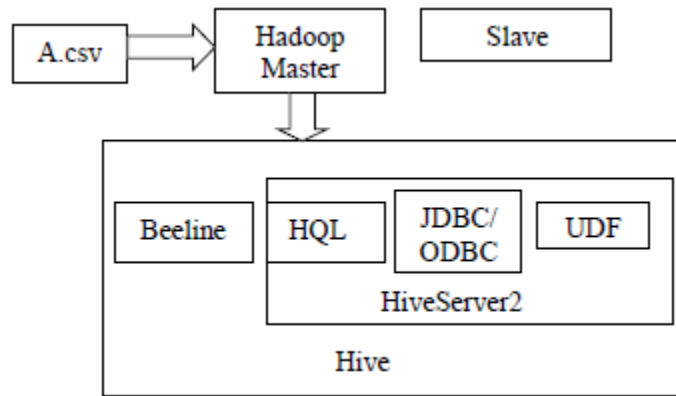 A.csv
Hadoop
Master
Slave
Beeline
HQL
JDBC/
ODBC
UDF
HiveServer2
Hive